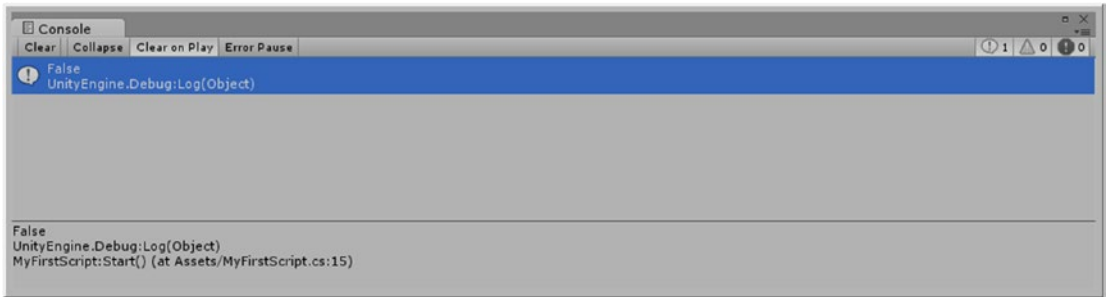 Console
Clear Collapse Clear on Play Error Pause 1 0 0
False
UnityEngine.Debug:Log(Object)
False
UnityEngine.Debug:Log(Object)
MyFirstScript:Start() (at Assets/MyFirstScript.cs:15)